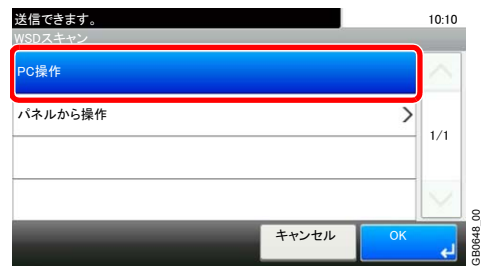 送信できます。 10:10
WSDスキャン
PC操作
パネルから操作
1/1
キャンセル OK
GB0648_00